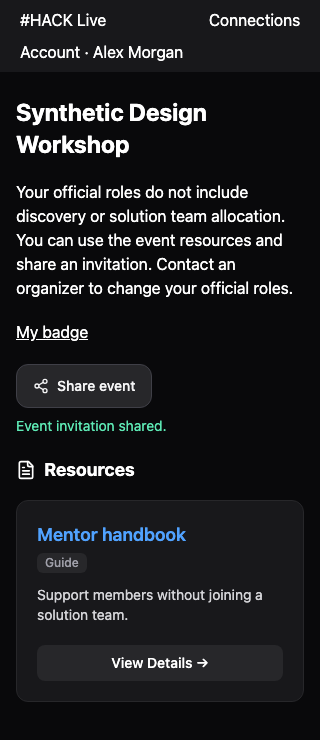 #HACK Live
Connections
Account · Alex Morgan
Synthetic Design
Workshop
Your official roles do not include
discovery or solution team allocation.
You can use the event resources and
share an invitation. Contact an
organizer to change your official roles.
My badge
Share event
Event invitation shared.
Resources
Mentor handbook
Guide
Support members without joining a
solution team.
View Details →